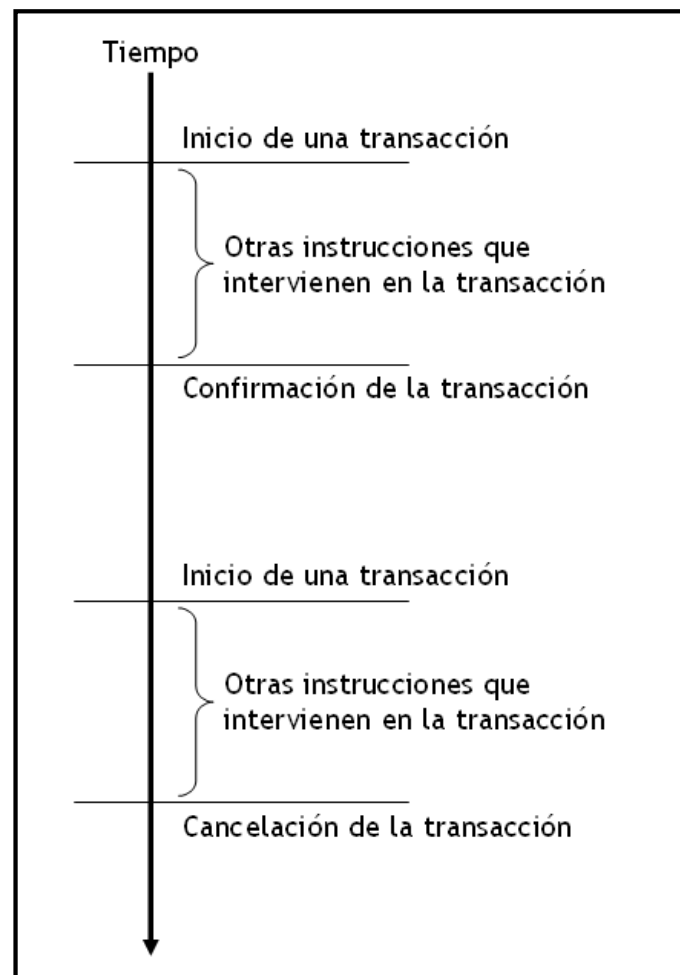 Tiempo
Inicio de una transacción
Otras instrucciones que
intervienen en la transacción
Confirmación de la transacción
Inicio de una transacción
Otras instrucciones que
intervienen en la transacción
Cancelación de la transacción